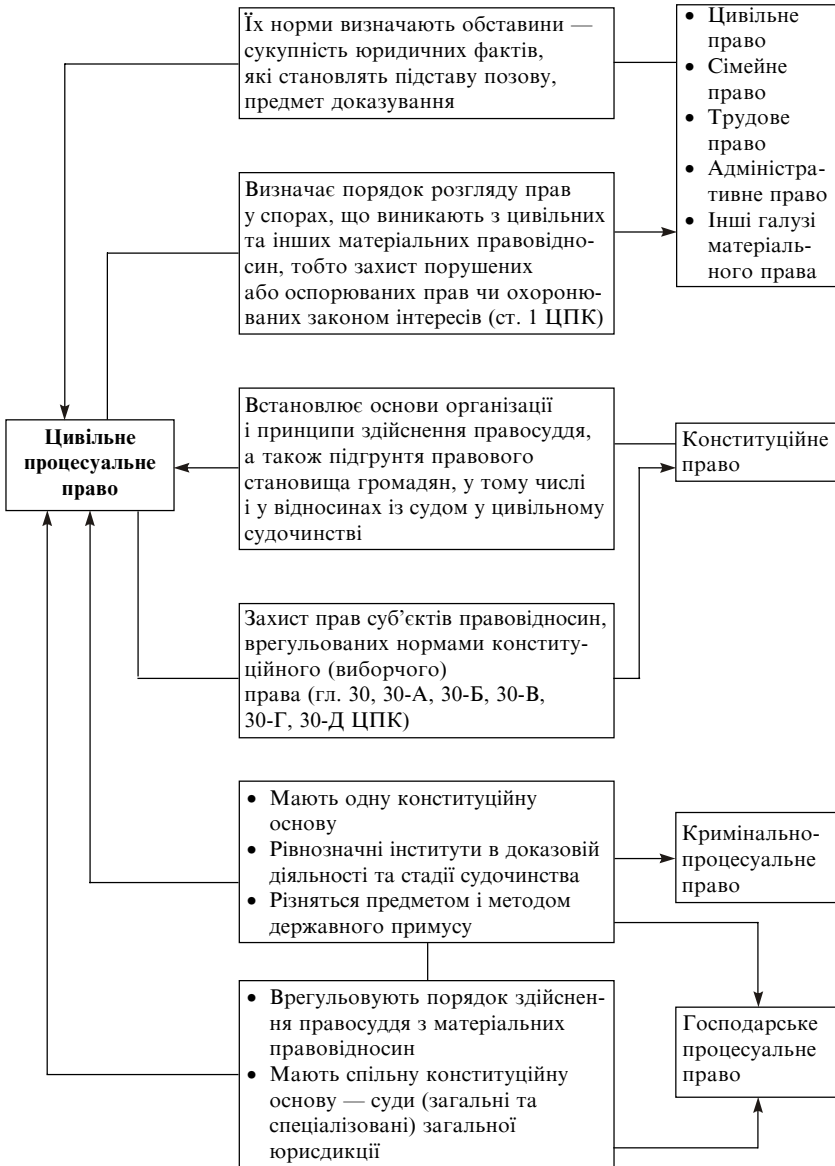 Їх норми визначають обставини —
сукупність юридичних фактів,
які становлять підставу позову,
предмет доказування
• Цивільне
право
• Сімейне
право
• Трудове
право
• Адміністра-
тивне право
• Інші галузі
матеріаль-
ного права
Визначає порядок розгляду прав
у спорах, що виникають з цивільних
та інших матеріальних правовідно-
син, тобто захист порушених
або оспорюваних прав чи охороню-
ваних законом інтересів (ст. 1 ЦПК)
Цивільне
процесуальне
право
Встановлює основи організації
і принципи здійснення правосуддя,
а також підгрунтя правового
становища громадян, у тому числі
і у відносинах із судом у цивільному
судочинстві
Конституційне
право
Захист прав суб’єктів правовідносин,
врегульованих нормами конститу-
ційного (виборчого)
права (гл. 30, 30-А, 30-Б, 30-В,
30-Г, 30-Д ЦПК)
• Мають одну конституційну
основу
• Рівнозначні інститути в доказовій
діяльності та стадії судочинства
• Різняться предметом і методом
державного примусу
Кримінально-
процесуальне
право
• Врегульовують порядок здійснен-
ня правосуддя з матеріальних
правовідносин
• Мають спільну конституційну
основу — суди (загальні та
спеціалізовані) загальної
юрисдикції
Господарське
процесуальне
право